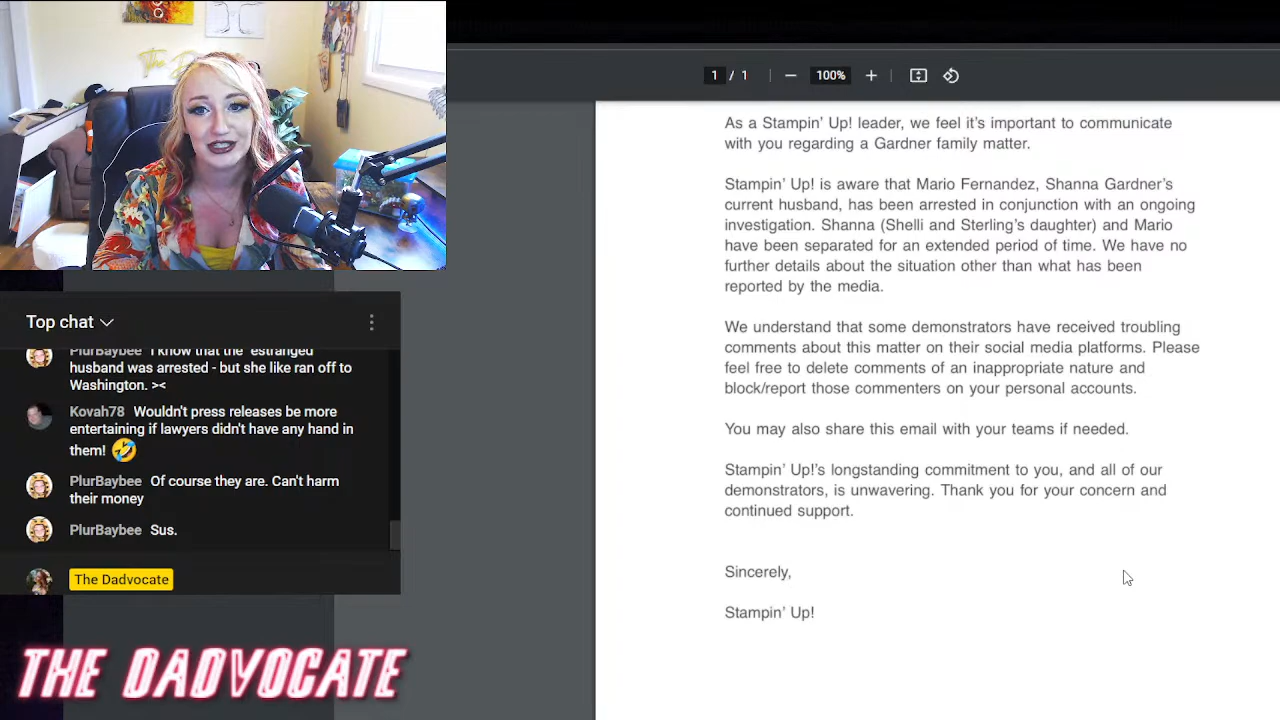 1 / 1
100%
As a Stampin' Up! leader, we feel it's important to communicate
with you regarding a Gardner family matter.
Stampin' Up! is aware that Mario Fernandez, Shanna Gardner's
current husband, has been arrested in conjunction with an ongoing
investigation. Shanna (Shelli and Sterling's daughter) and Mario
have been separated for an extended period of time. We have no
further details about the situation other than what has been
reported by the media.
We understand that some demonstrators have received troubling
comments about this matter on their social media platforms. Please
feel free to delete comments of an inappropriate nature and
block/report those commenters on your personal accounts.
You may also share this email with your teams if needed.
Stampin' Up!'s longstanding commitment to you, and all of our
demonstrators, is unwavering. Thank you for your concern and
continued support.
Sincerely,
Stampin' Up!
Top chat
PlurBaybee I know that the estranged
husband was arrested - but she like ran off to
Washington. ><
Kovah78 Wouldn't press releases be more
entertaining if lawyers didn't have any hand in
them! 🤣
PlurBaybee Of course they are. Can't harm
their money
PlurBaybee Sus.
The Dadvocate
THE DADVOCATE